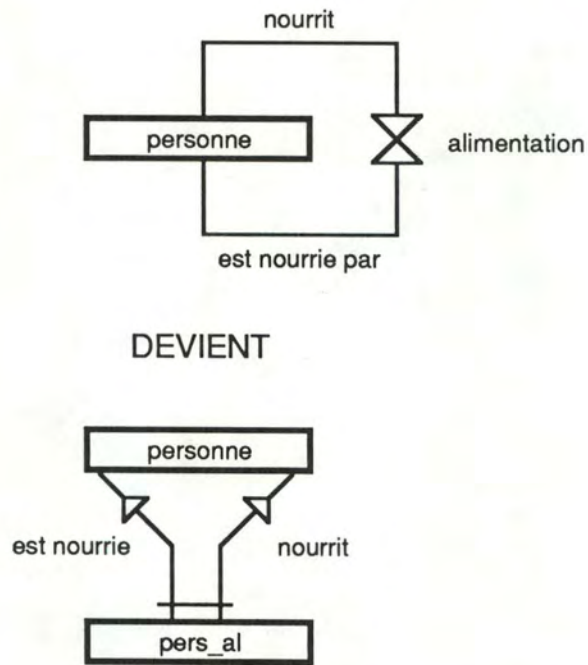 nourrit
personne
alimentation
est nourrie par
DEVIENT
personne
est nourrie
nourrit
pers_al